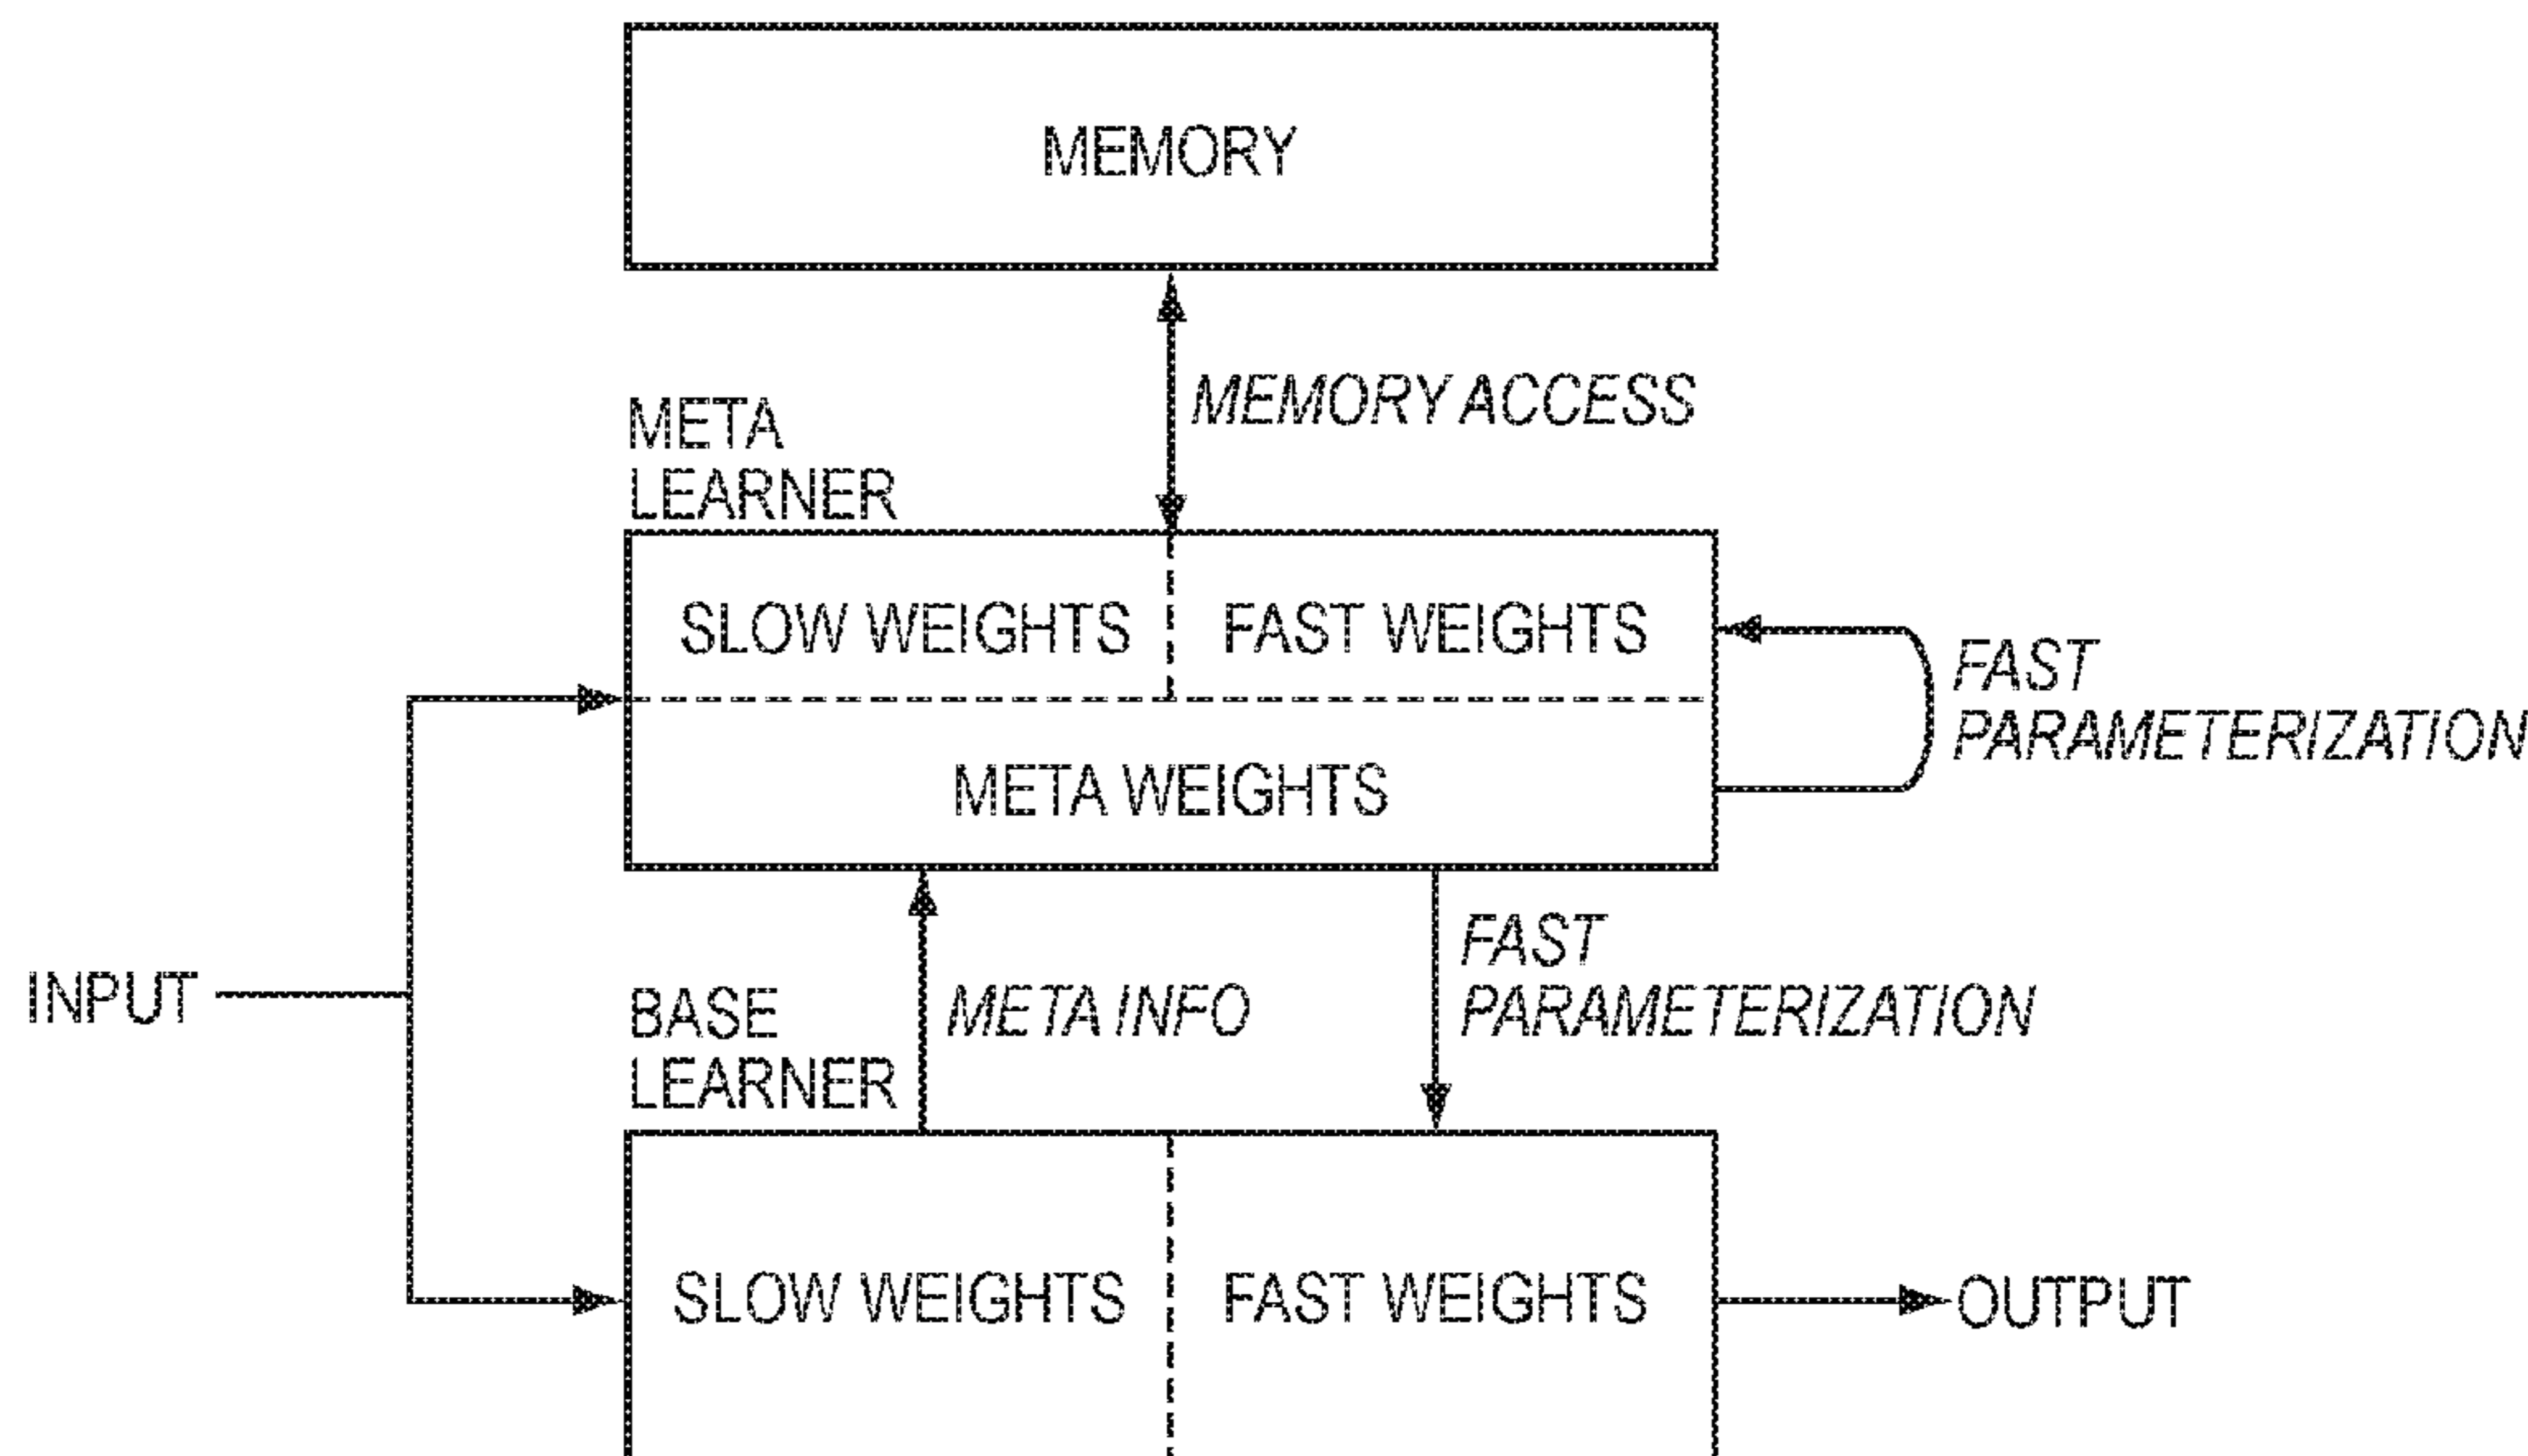 MEMORY
MEMORY ACCESS
META
LEARNER
SLOW WEIGHTS
FAST WEIGHTS
FAST
PARAMETERIZATION
META WEIGHTS
FAST
PARAMETERIZATION
INPUT
META INFO
BASE
LEARNER
SLOW WEIGHTS
FAST WEIGHTS
OUTPUT